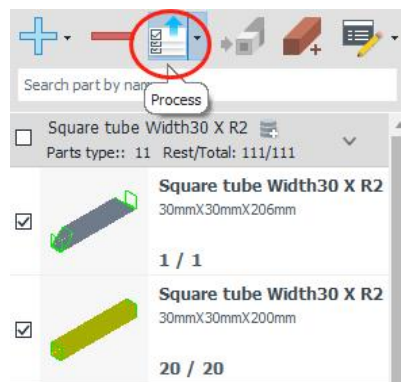 Search part by nam
Process
Square tube Width30 X R2
Parts type:: 11 Rest/Total: 111/111
Square tube Width30 X R2
30mmX30mmX206mm
1 / 1
Square tube Width30 X R2
30mmX30mmX200mm
20 / 20